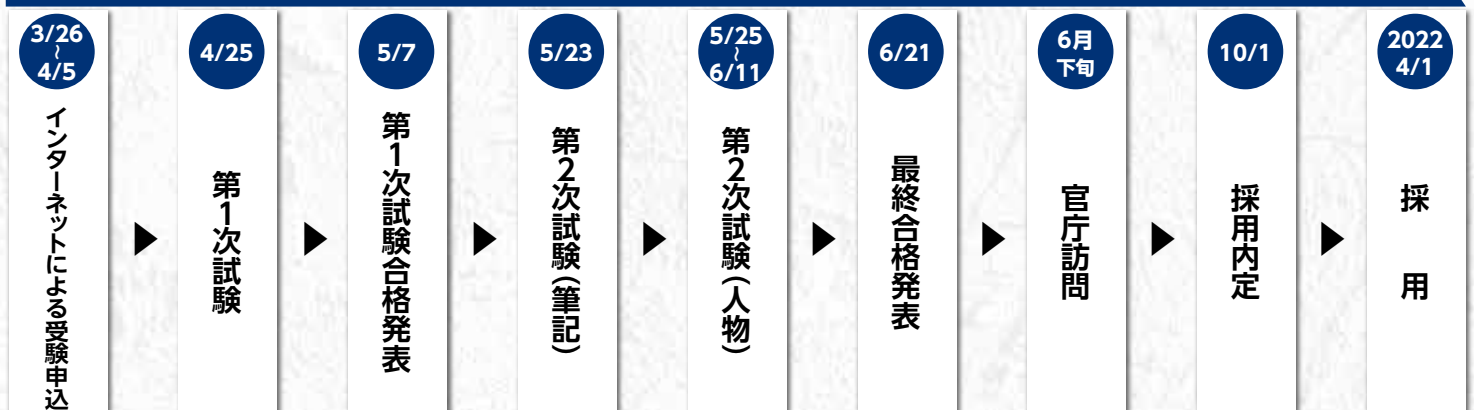 3/26
～
4/5
インターネットによる受験申込
4/25
第1次試験
5/7
第1次試験合格発表
5/23
第2次試験（筆記）
5/25
～
6/11
第2次試験（人物）
6/21
最終合格発表
6月
下旬
官庁訪問
10/1
採用内定
2022
4/1
採用